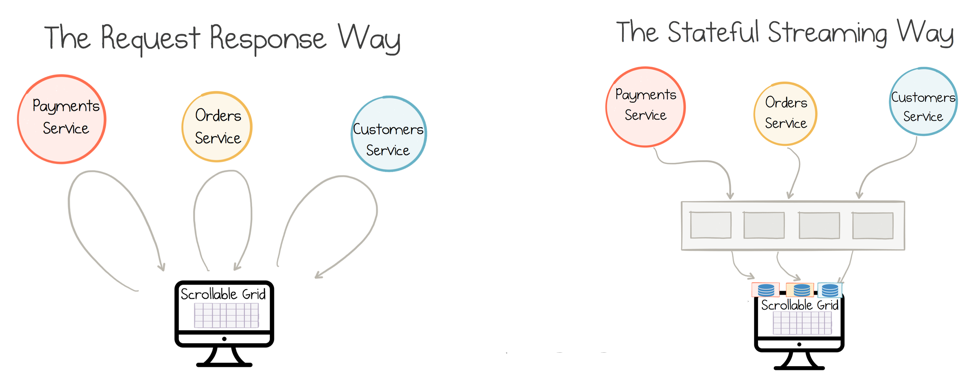 The Request Response Way
Payments
Service
Orders
Service
Customers
Service
Scrollable Grid
The Stateful Streaming Way
Payments
Service
Orders
Service
Customers
Service
Scrollable Grid